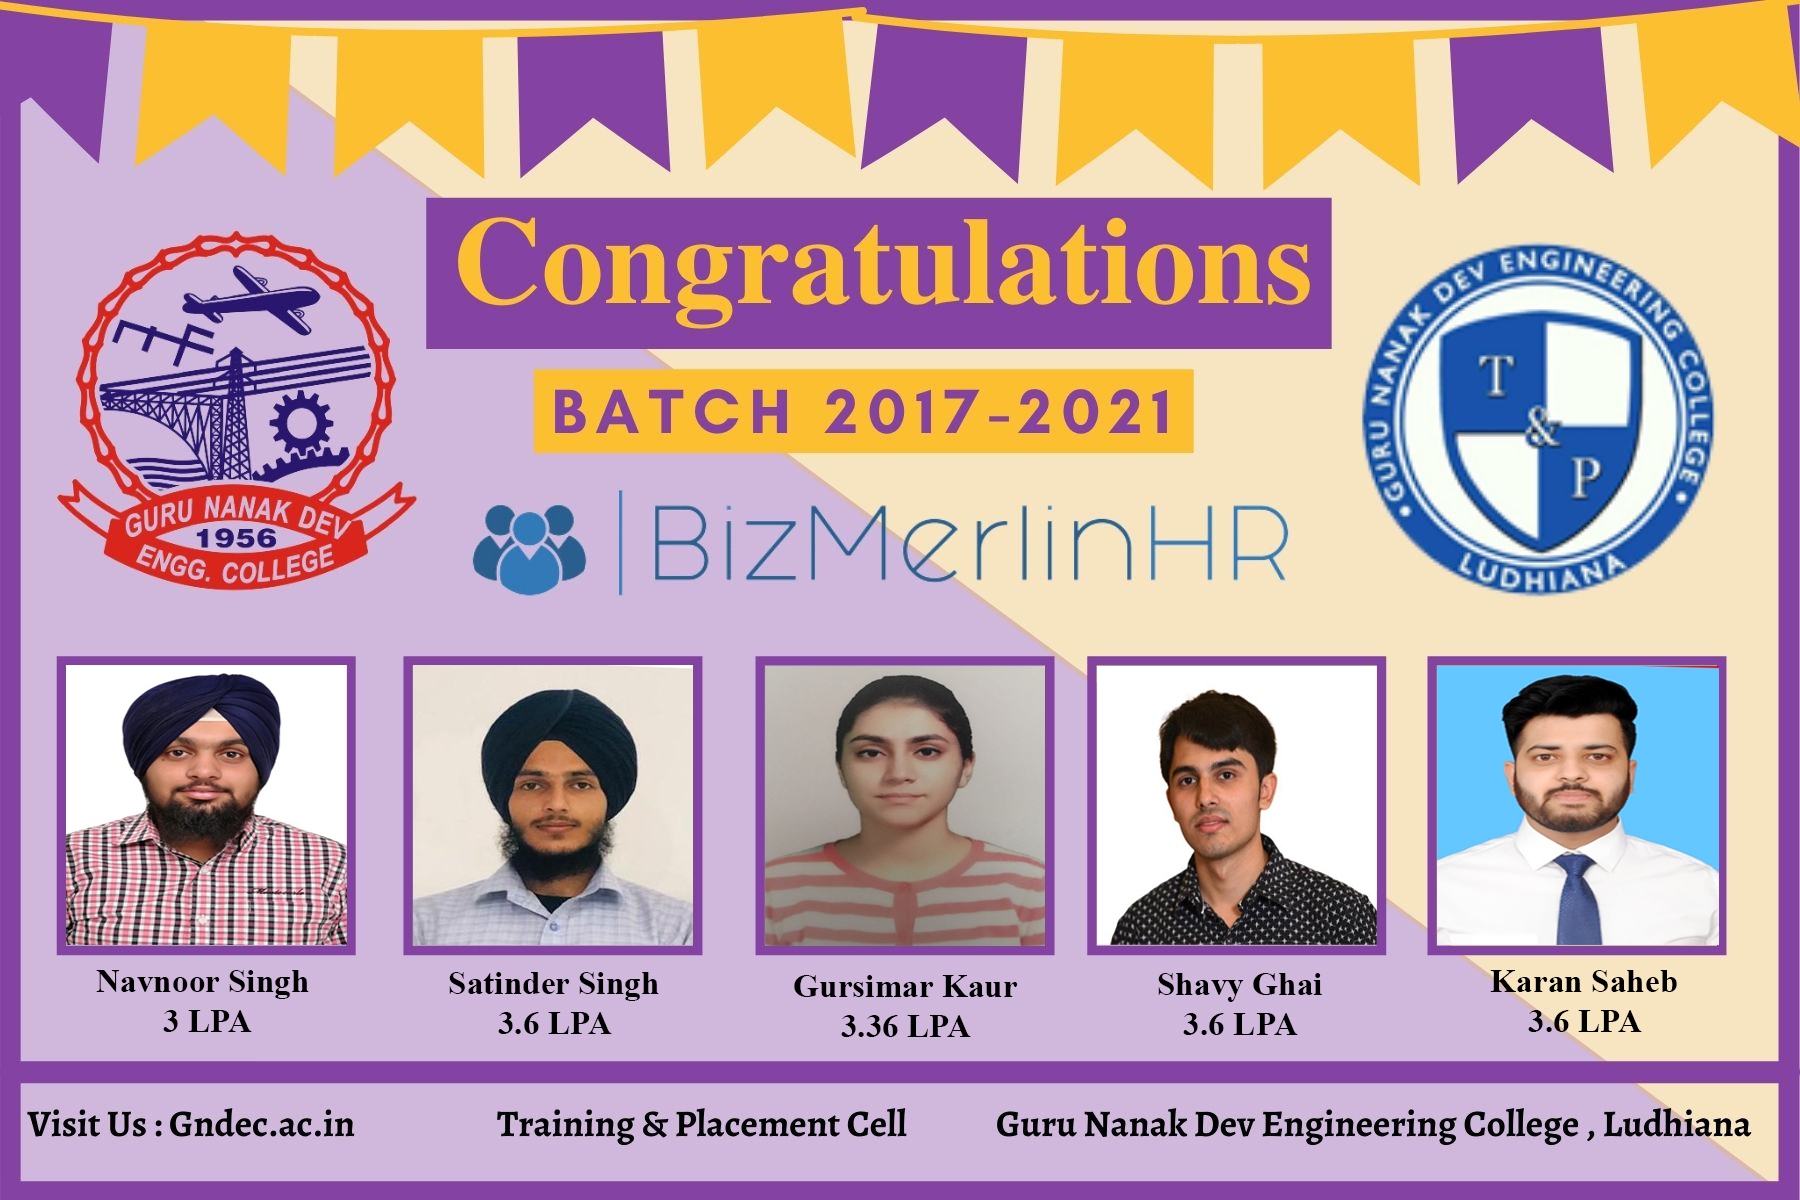 Congratulations
BATCH 2017-2021
GURU NANAK DEV
1956
ENGG. COLLEGE
BizMerlinHR
GURU NANAK DEV ENGINEERING COLLEGE
T
&
P
LUDHIANA
Navnoor Singh
3 LPA
Satinder Singh
3.6 LPA
Gursimar Kaur
3.36 LPA
Shavy Ghai
3.6 LPA
Karan Saheb
3.6 LPA
Visit Us : Gndec.ac.in
Training & Placement Cell
Guru Nanak Dev Engineering College , Ludhiana